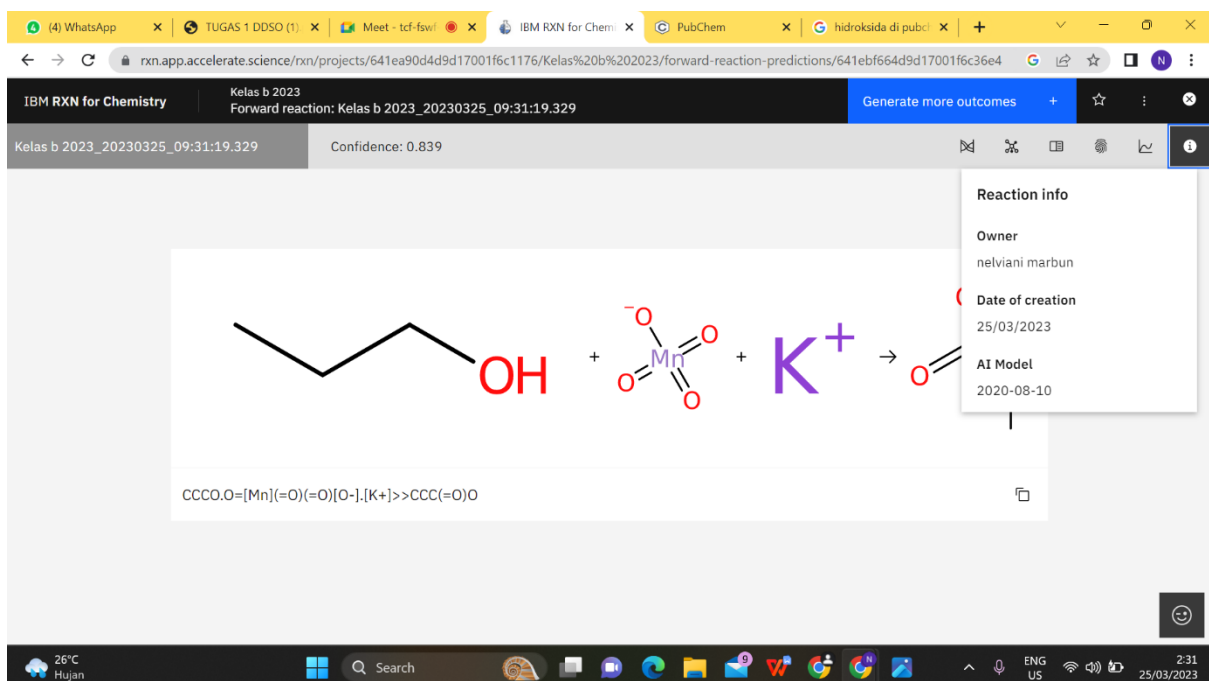 (4) WhatsApp
TUGAS 1 DDSO (1)
Meet - tcf-fswf
IBM RXN for Chemi
PubChem
hidroksida di pubch
rxn.app.accelerate.science/rxn/projects/641ea90d4d9d17001f6c1176/Kelas%20b%202023/forward-reaction-predictions/641ebf664d9d17001f6c36e4
N
IBM RXN for Chemistry
Kelas b 2023
Forward reaction: Kelas b 2023_20230325_09:31:19.329
Generate more outcomes +
Kelas b 2023_20230325_09:31:19.329
Confidence: 0.839
Reaction info
Owner
nelviani marbun
Date of creation
25/03/2023
AI Model
2020-08-10
OH + -O Mn O O O + K+ → O
CCCO.O=[Mn](=O)(=O)[O-].[K+]>>CCC(=O)O
26°C
Hujan
Search
9
ENG
US
2:31
25/03/2023